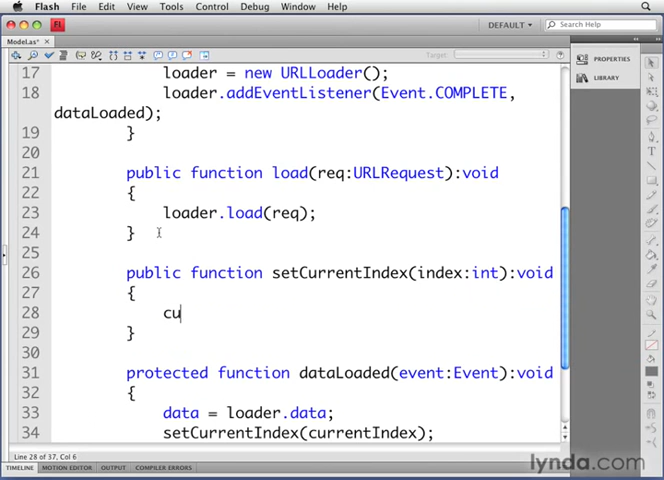 Flash File Edit View Tools Control Debug Window Help
Fl DEFAULT Search Help
Model.as*
Target:
17 loader = new URLLoader();
18 loader.addEventListener(Event.COMPLETE,
dataLoaded);
19 }
20
21 public function load(req:URLRequest):void
22 {
23 loader.load(req);
24 }
25
26 public function setCurrentIndex(index:int):void
27 {
28 cu
29 }
30
31 protected function dataLoaded(event:Event):void
32 {
33 data = loader.data;
34 setCurrentIndex(currentIndex);
PROPERTIES
LIBRARY
Line 28 of 37, Col 6
TIMELINE MOTION EDITOR OUTPUT COMPILER ERRORS
lynda.com